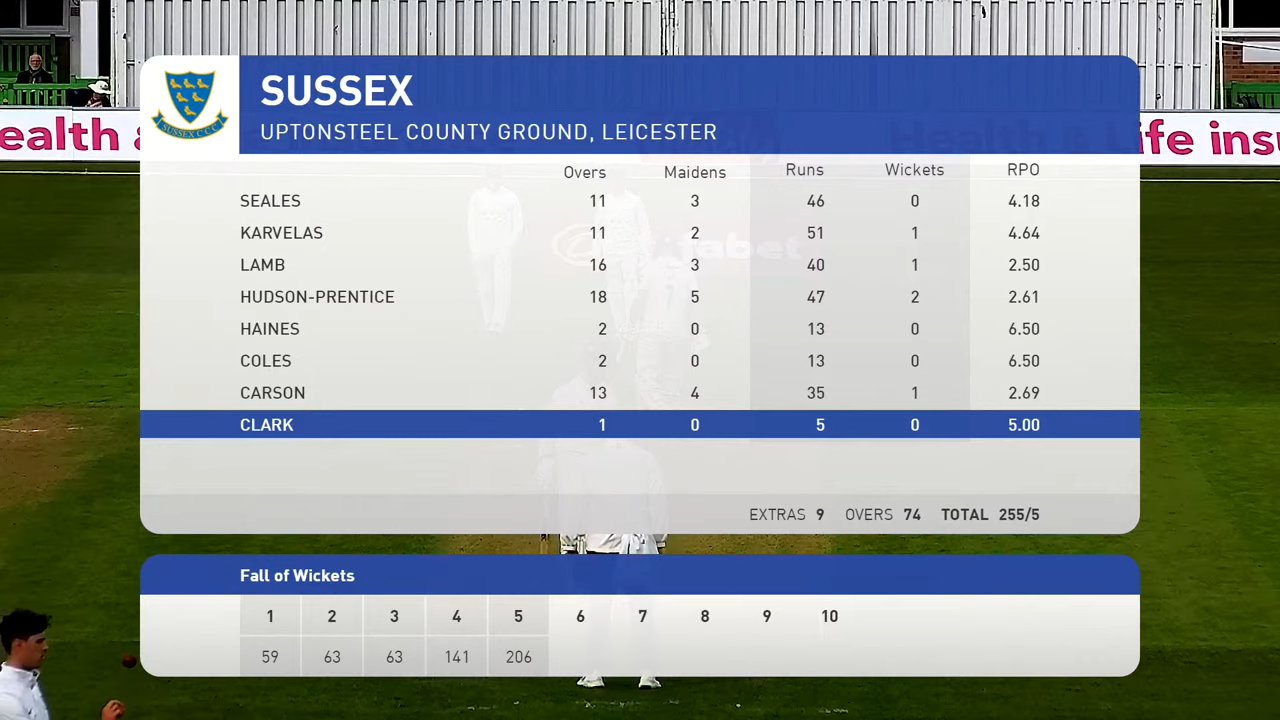 SUSSEX
UPTONSTEEL COUNTY GROUND, LEICESTER
SUSSEX C.C.C
ealth &
Life insu
Overs Maidens Runs Wickets RPO
SEALES 11 3 46 0 4.18
KARVELAS 11 2 51 1 4.64
LAMB 16 3 40 1 2.50
HUDSON-PRENTICE 18 5 47 2 2.61
HAINES 2 0 13 0 6.50
COLES 2 0 13 0 6.50
CARSON 13 4 35 1 2.69
CLARK 1 0 5 0 5.00
EXTRAS 9 OVERS 74 TOTAL 255/5
Fall of Wickets
1 2 3 4 5 6 7 8 9 10
59 63 63 141 206